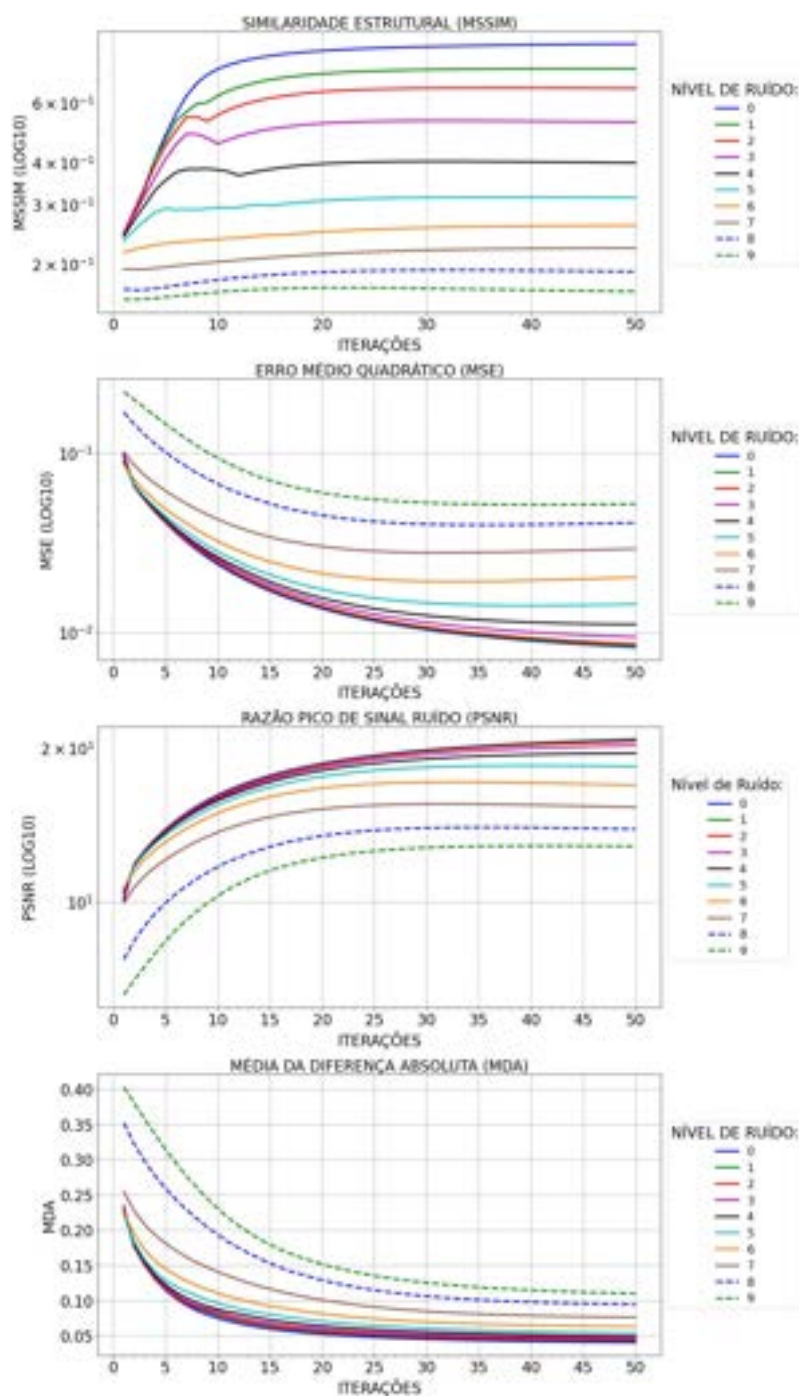 SIMILARIDADE ESTRUTURAL (MSSIM)
MSSIM (LOG10)
6 × 10⁻¹
4 × 10⁻¹
3 × 10⁻¹
2 × 10⁻¹
0 10 20 30 40 50
ITERAÇÕES
NÍVEL DE RUÍDO:
0
1
2
3
4
5
6
7
8
9
ERRO MÉDIO QUADRÁTICO (MSE)
MSE (LOG10)
10⁻¹
10⁻²
0 5 10 15 20 25 30 35 40 45 50
ITERAÇÕES
NÍVEL DE RUÍDO:
0
1
2
3
4
5
6
7
8
9
RAZÃO PICO DE SINAL RUÍDO (PSNR)
PSNR (LOG10)
2 × 10¹
10¹
0 5 10 15 20 25 30 35 40 45 50
ITERAÇÕES
Nível de Ruído:
0
1
2
3
4
5
6
7
8
9
MÉDIA DA DIFERENÇA ABSOLUTA (MDA)
MDA
0.40
0.35
0.30
0.25
0.20
0.15
0.10
0.05
0 5 10 15 20 25 30 35 40 45 50
ITERAÇÕES
NÍVEL DE RUÍDO:
0
1
2
3
4
5
6
7
8
9